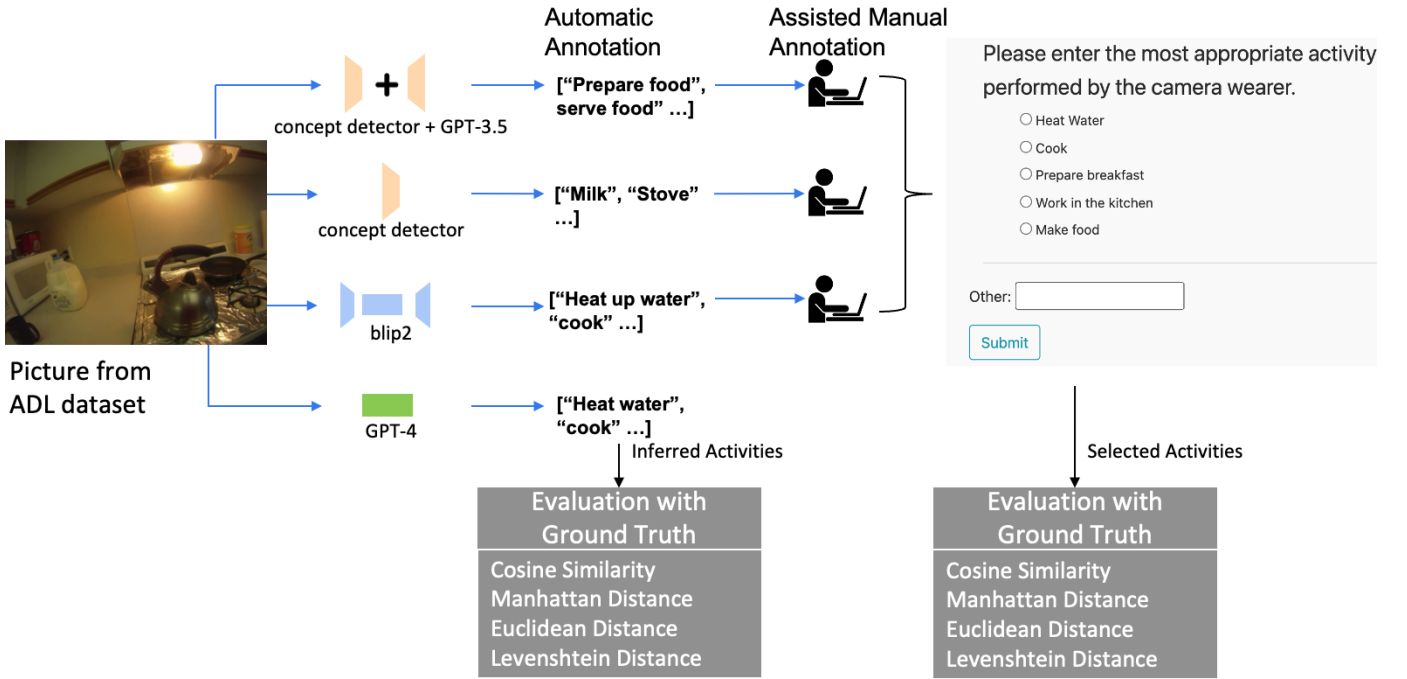 Automatic
Annotation
Assisted Manual
Annotation
concept detector + GPT-3.5
["Prepare food",
serve food" ...]
concept detector
["Milk", "Stove"
...]
blip2
["Heat up water",
"cook" ...]
Picture from
ADL dataset
GPT-4
["Heat water",
"cook" ...]
Inferred Activities
Evaluation with
Ground Truth
Cosine Similarity
Manhattan Distance
Euclidean Distance
Levenshtein Distance
Please enter the most appropriate activity
performed by the camera wearer.
Heat Water
Cook
Prepare breakfast
Work in the kitchen
Make food
Other:
Submit
Selected Activities
Evaluation with
Ground Truth
Cosine Similarity
Manhattan Distance
Euclidean Distance
Levenshtein Distance